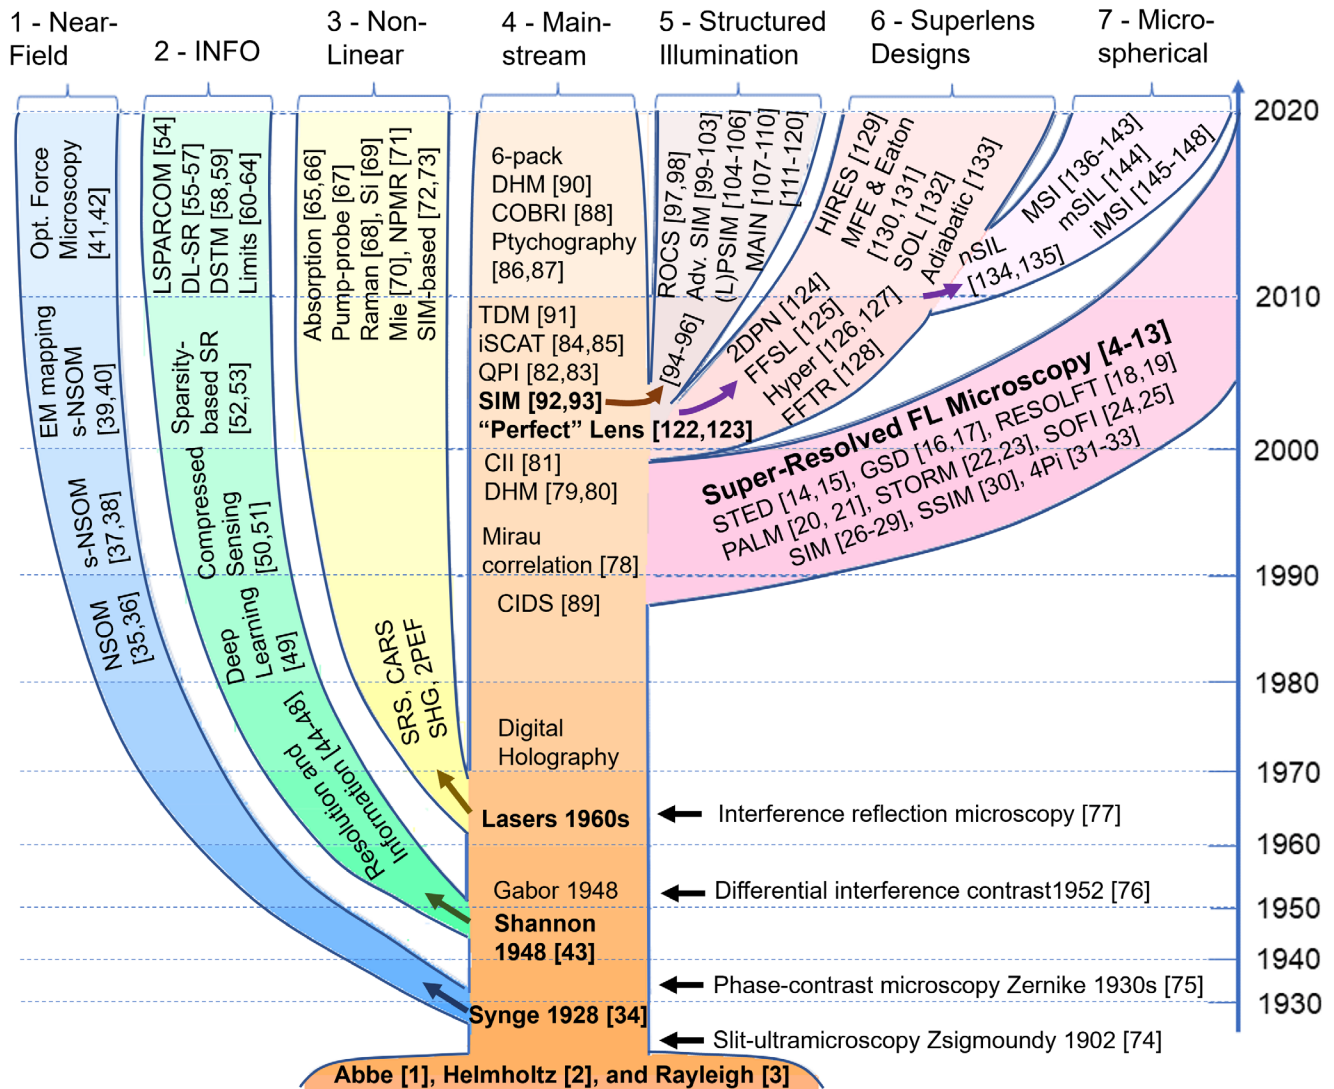 1 - Near-
Field
2 - INFO
3 - Non-
Linear
4 - Main-
stream
5 - Structured
Illumination
6 - Superlens
Designs
7 - Micro-
spherical
2020
2010
2000
1990
1980
1970
1960
1950
1940
1930
Opt. Force
Microscopy
[41,42]
EM mapping
s-NSOM
[39,40]
s-NSOM
[37,38]
NSOM
[35,36]
LSPARCOM [54]
DL-SR [55-57]
DSTM [58,59]
Limits [60-64]
Sparsity-
based SR
[52,53]
Compressed
Sensing
[50,51]
Deep
Learning
[49]
Resolution and
Information [44-48]
Absorption [65,66]
Pump-probe [67]
Raman [68], Si [69]
Mie [70], NPMR [71]
SIM-based [72,73]
SRS, CARS
SHG, 2PEF
6-pack
DHM [90]
COBRI [88]
Ptychography
[86,87]
TDM [91]
iSCAT [84,85]
QPI [82,83]
SIM [92,93]
“Perfect” Lens [122,123]
CII [81]
DHM [79,80]
Mirau
correlation [78]
CIDS [89]
Digital
Holography
Lasers 1960s
Gabor 1948
Shannon
1948 [43]
Synge 1928 [34]
Abbe [1], Helmholtz [2], and Rayleigh [3]
ROCS [97,98]
Adv. SIM [99-103]
(L)PSIM [104-106]
MAIN [107-110]
[111-120]
[94-96]
HIRES [129]
MFE & Eaton
[130,131]
SOL [132]
Adiabatic [133]
2DPN [124]
FFSL [125]
Hyper [126,127]
FFTR [128]
MSI [136-143]
mSIL [144]
iMSI [145-148]
nSIL
[134,135]
Super-Resolved FL Microscopy [4-13]
STED [14,15], GSD [16,17], RESOLFT [18,19]
PALM [20, 21], STORM [22,23], SOFI [24,25]
SIM [26-29], SSIM [30], 4Pi [31-33]
Interference reflection microscopy [77]
Differential interference contrast1952 [76]
Phase-contrast microscopy Zernike 1930s [75]
Slit-ultramicroscopy Zsigmoundy 1902 [74]